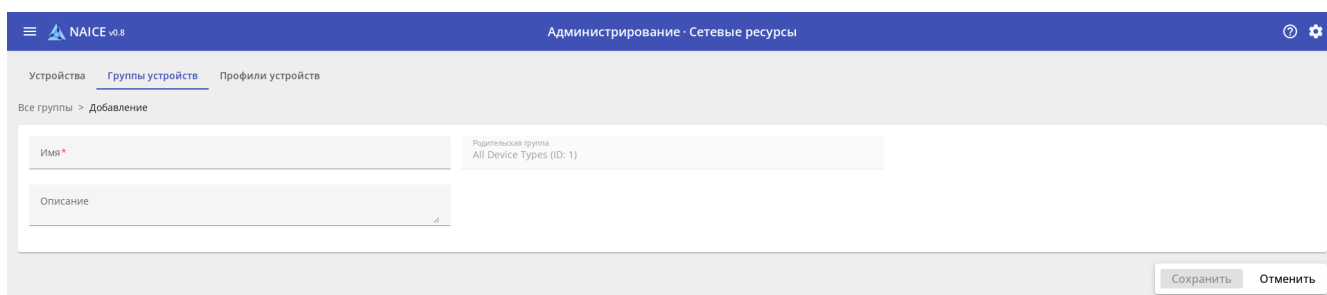 NAICE v0.8
Администрирование · Сетевые ресурсы
Устройства Группы устройств Профили устройств
Все группы > Добавление
Имя*
Родительская группа
All Device Types (ID: 1)
Описание
Сохранить Отменить